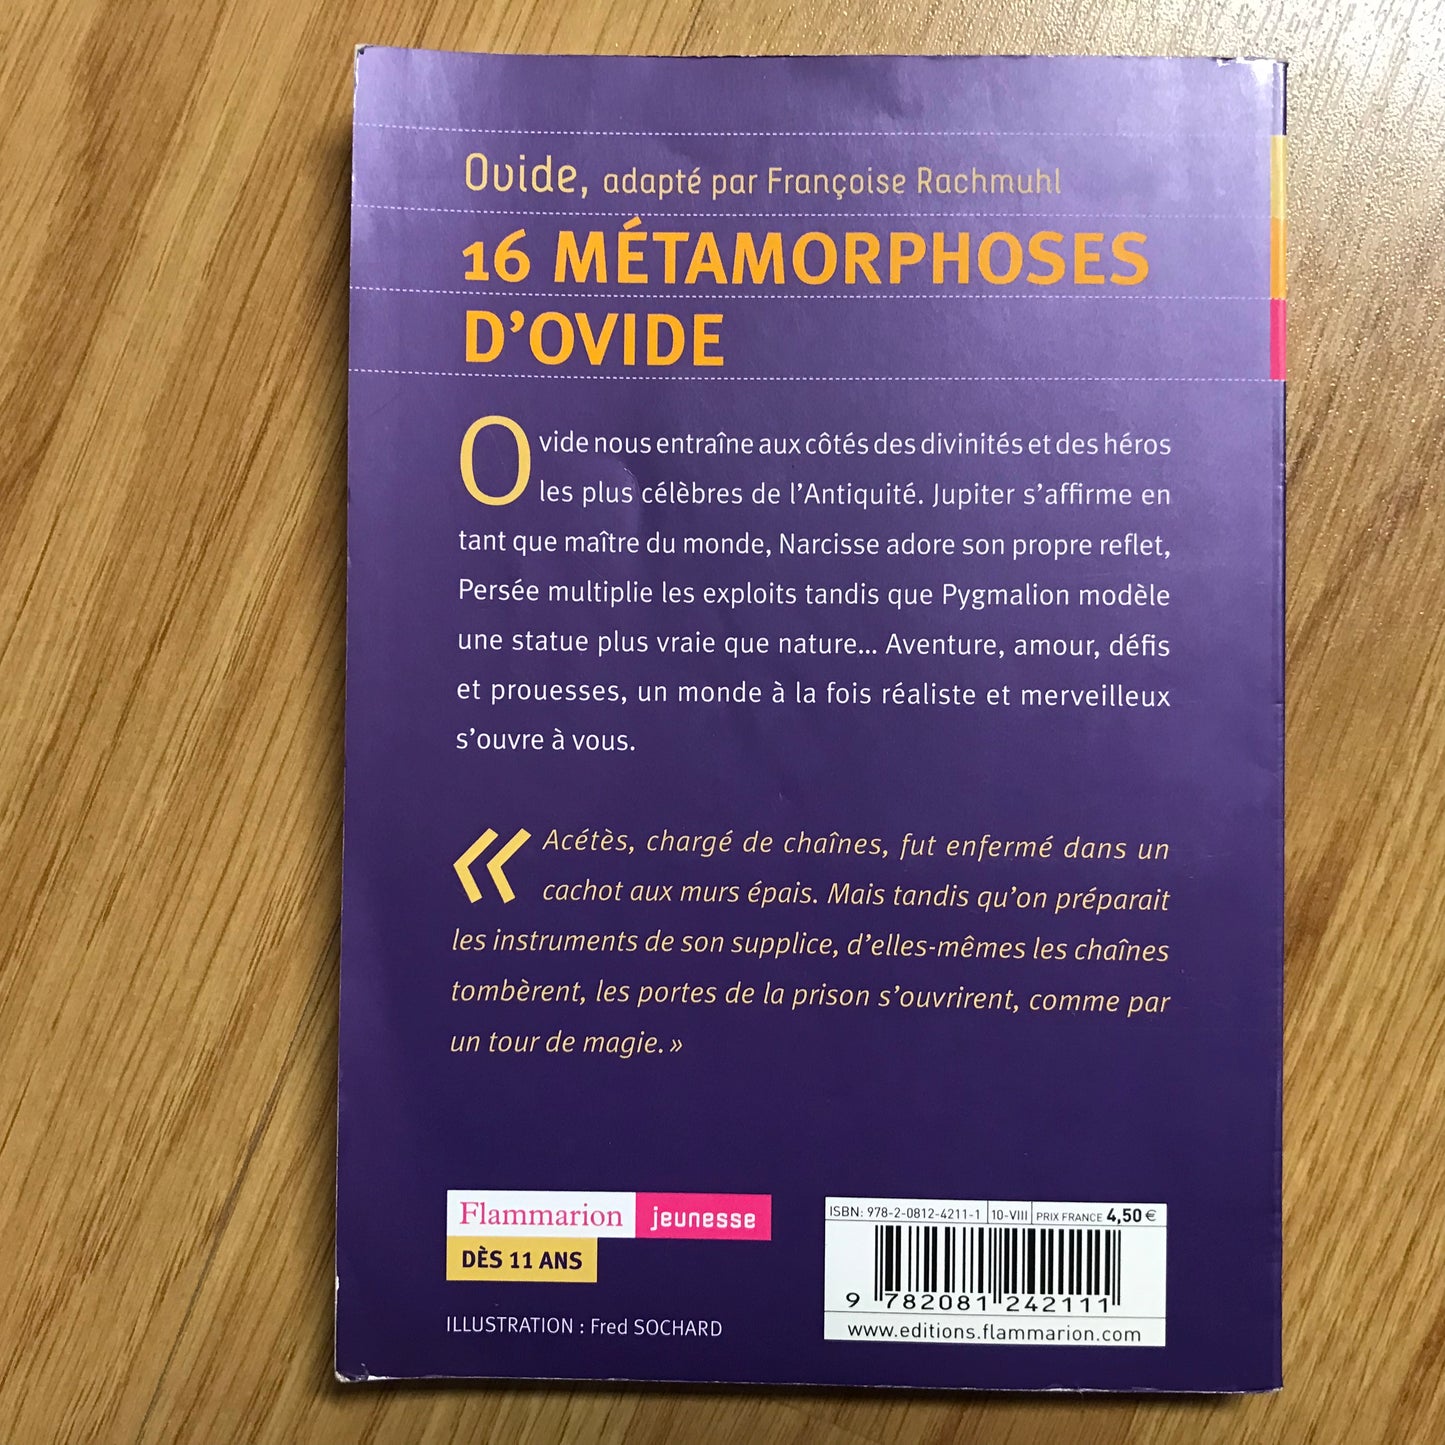 Ovide, adapté par Françoise Rachmuhl
16 MÉTAMORPHOSES
D'OVIDE
Ovide nous entraîne aux côtés des divinités et des héros
les plus célèbres de l'Antiquité. Jupiter s'affirme en
tant que maître du monde, Narcisse adore son propre reflet,
Persée multiplie les exploits tandis que Pygmalion modèle
une statue plus vraie que nature... Aventure, amour, défis
et prouesses, un monde à la fois réaliste et merveilleux
s'ouvre à vous.
« Acétès, chargé de chaînes, fut enfermé dans un
cachot aux murs épais. Mais tandis qu'on préparait
les instruments de son supplice, d'elles-mêmes les chaînes
tombèrent, les portes de la prison s'ouvrirent, comme par
un tour de magie. »
Flammarion jeunesse
DÈS 11 ANS
ILLUSTRATION : Fred SOCHARD
ISBN: 978-2-0812-4211-1 10-VIII PRIX FRANCE 4,50 €
9 782081 242111
www.editions.flammarion.com